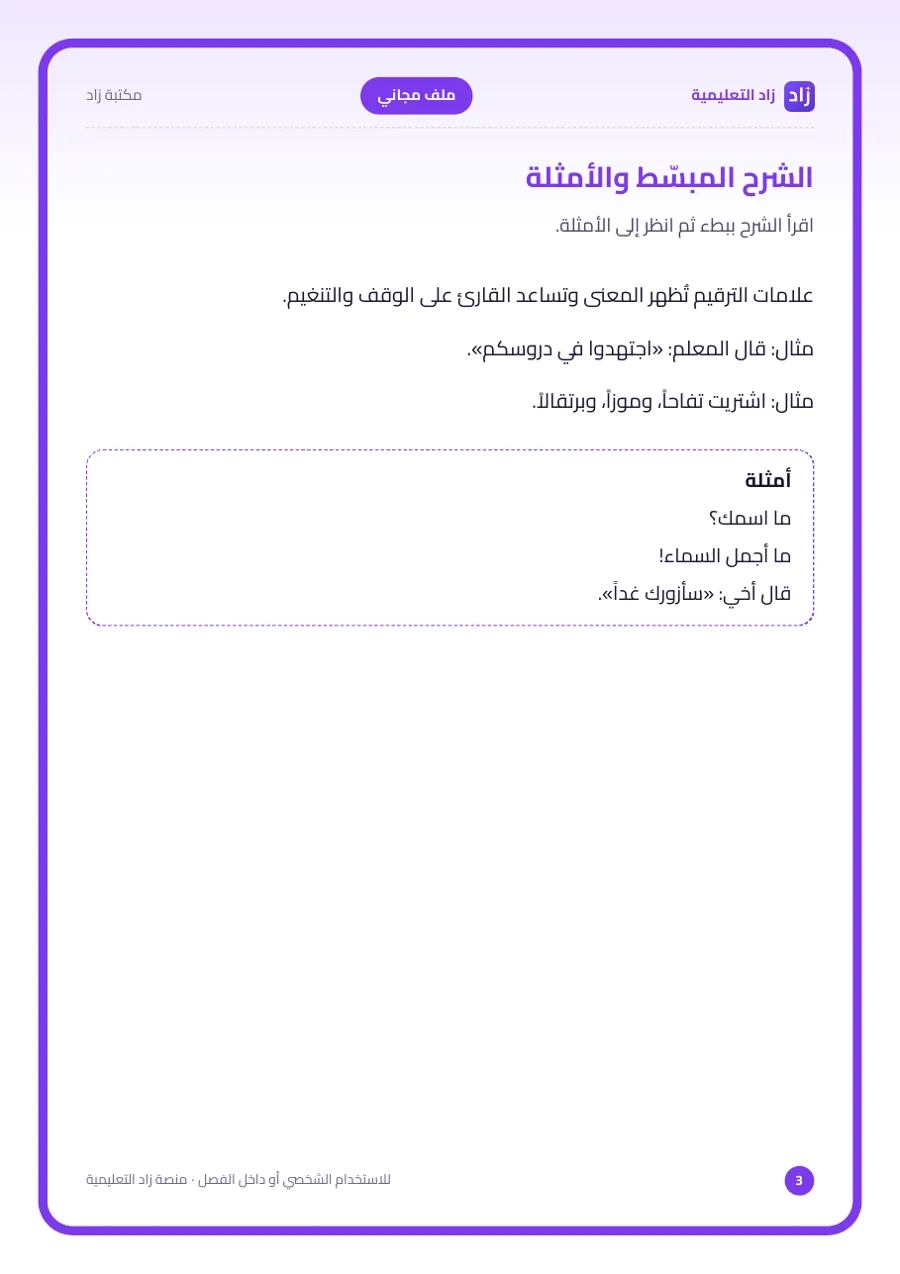 زاد
زاد التعليمية
ملف مجاني
مكتبة زاد
الشرح المبسّط والأمثلة
اقرأ الشرح ببطء ثم انظر إلى الأمثلة.
علامات الترقيم تُظهر المعنى وتساعد القارئ على الوقف والتنغيم.
مثال: قال المعلم: «اجتهدوا في دروسكم».
مثال: اشتريت تفاحاً، وموزاً، وبرتقالاً.
أمثلة
ما اسمك؟
ما أجمل السماء!
قال أخي: «سأزورك غداً».
3
للاستخدام الشخصي أو داخل الفصل · منصة زاد التعليمية